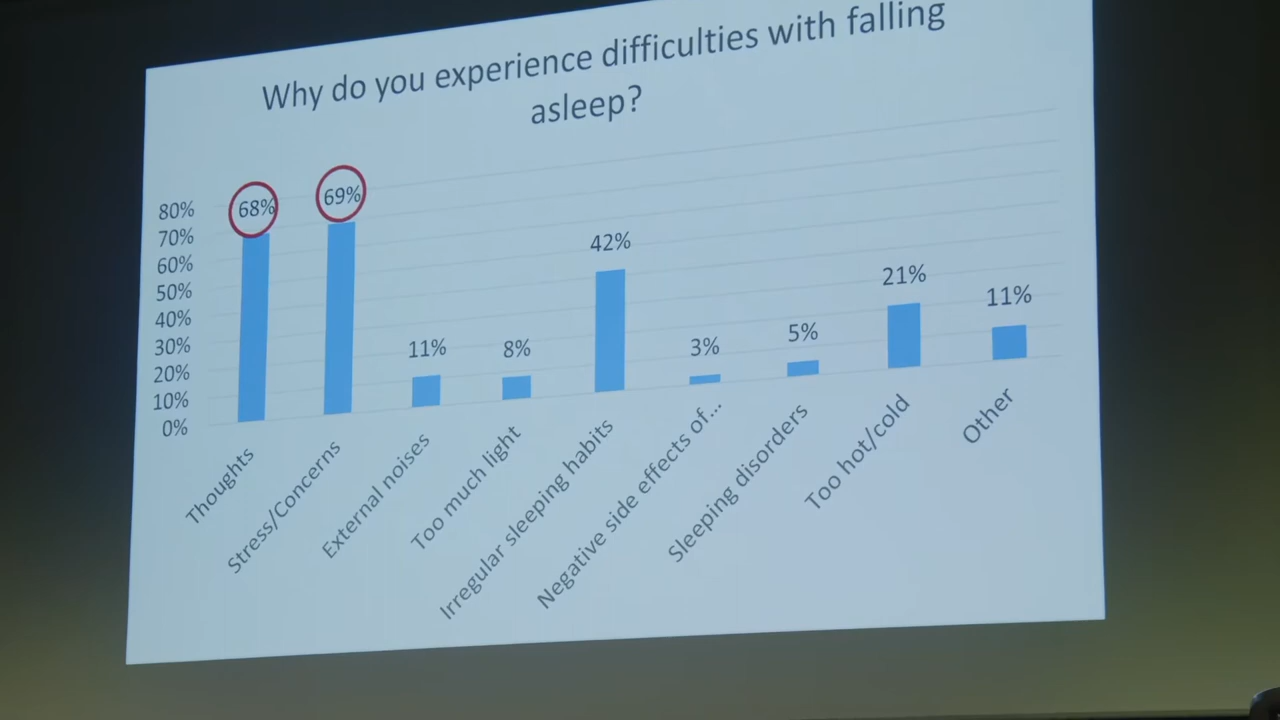 Why do you experience difficulties with falling
asleep?
80%
70%
60%
50%
40%
30%
20%
10%
0%
68%
69%
11%
8%
42%
3%
5%
21%
11%
Thoughts
Stress/Concerns
External noises
Too much light
Irregular sleeping habits
Negative side effects of...
Sleeping disorders
Too hot/cold
Other